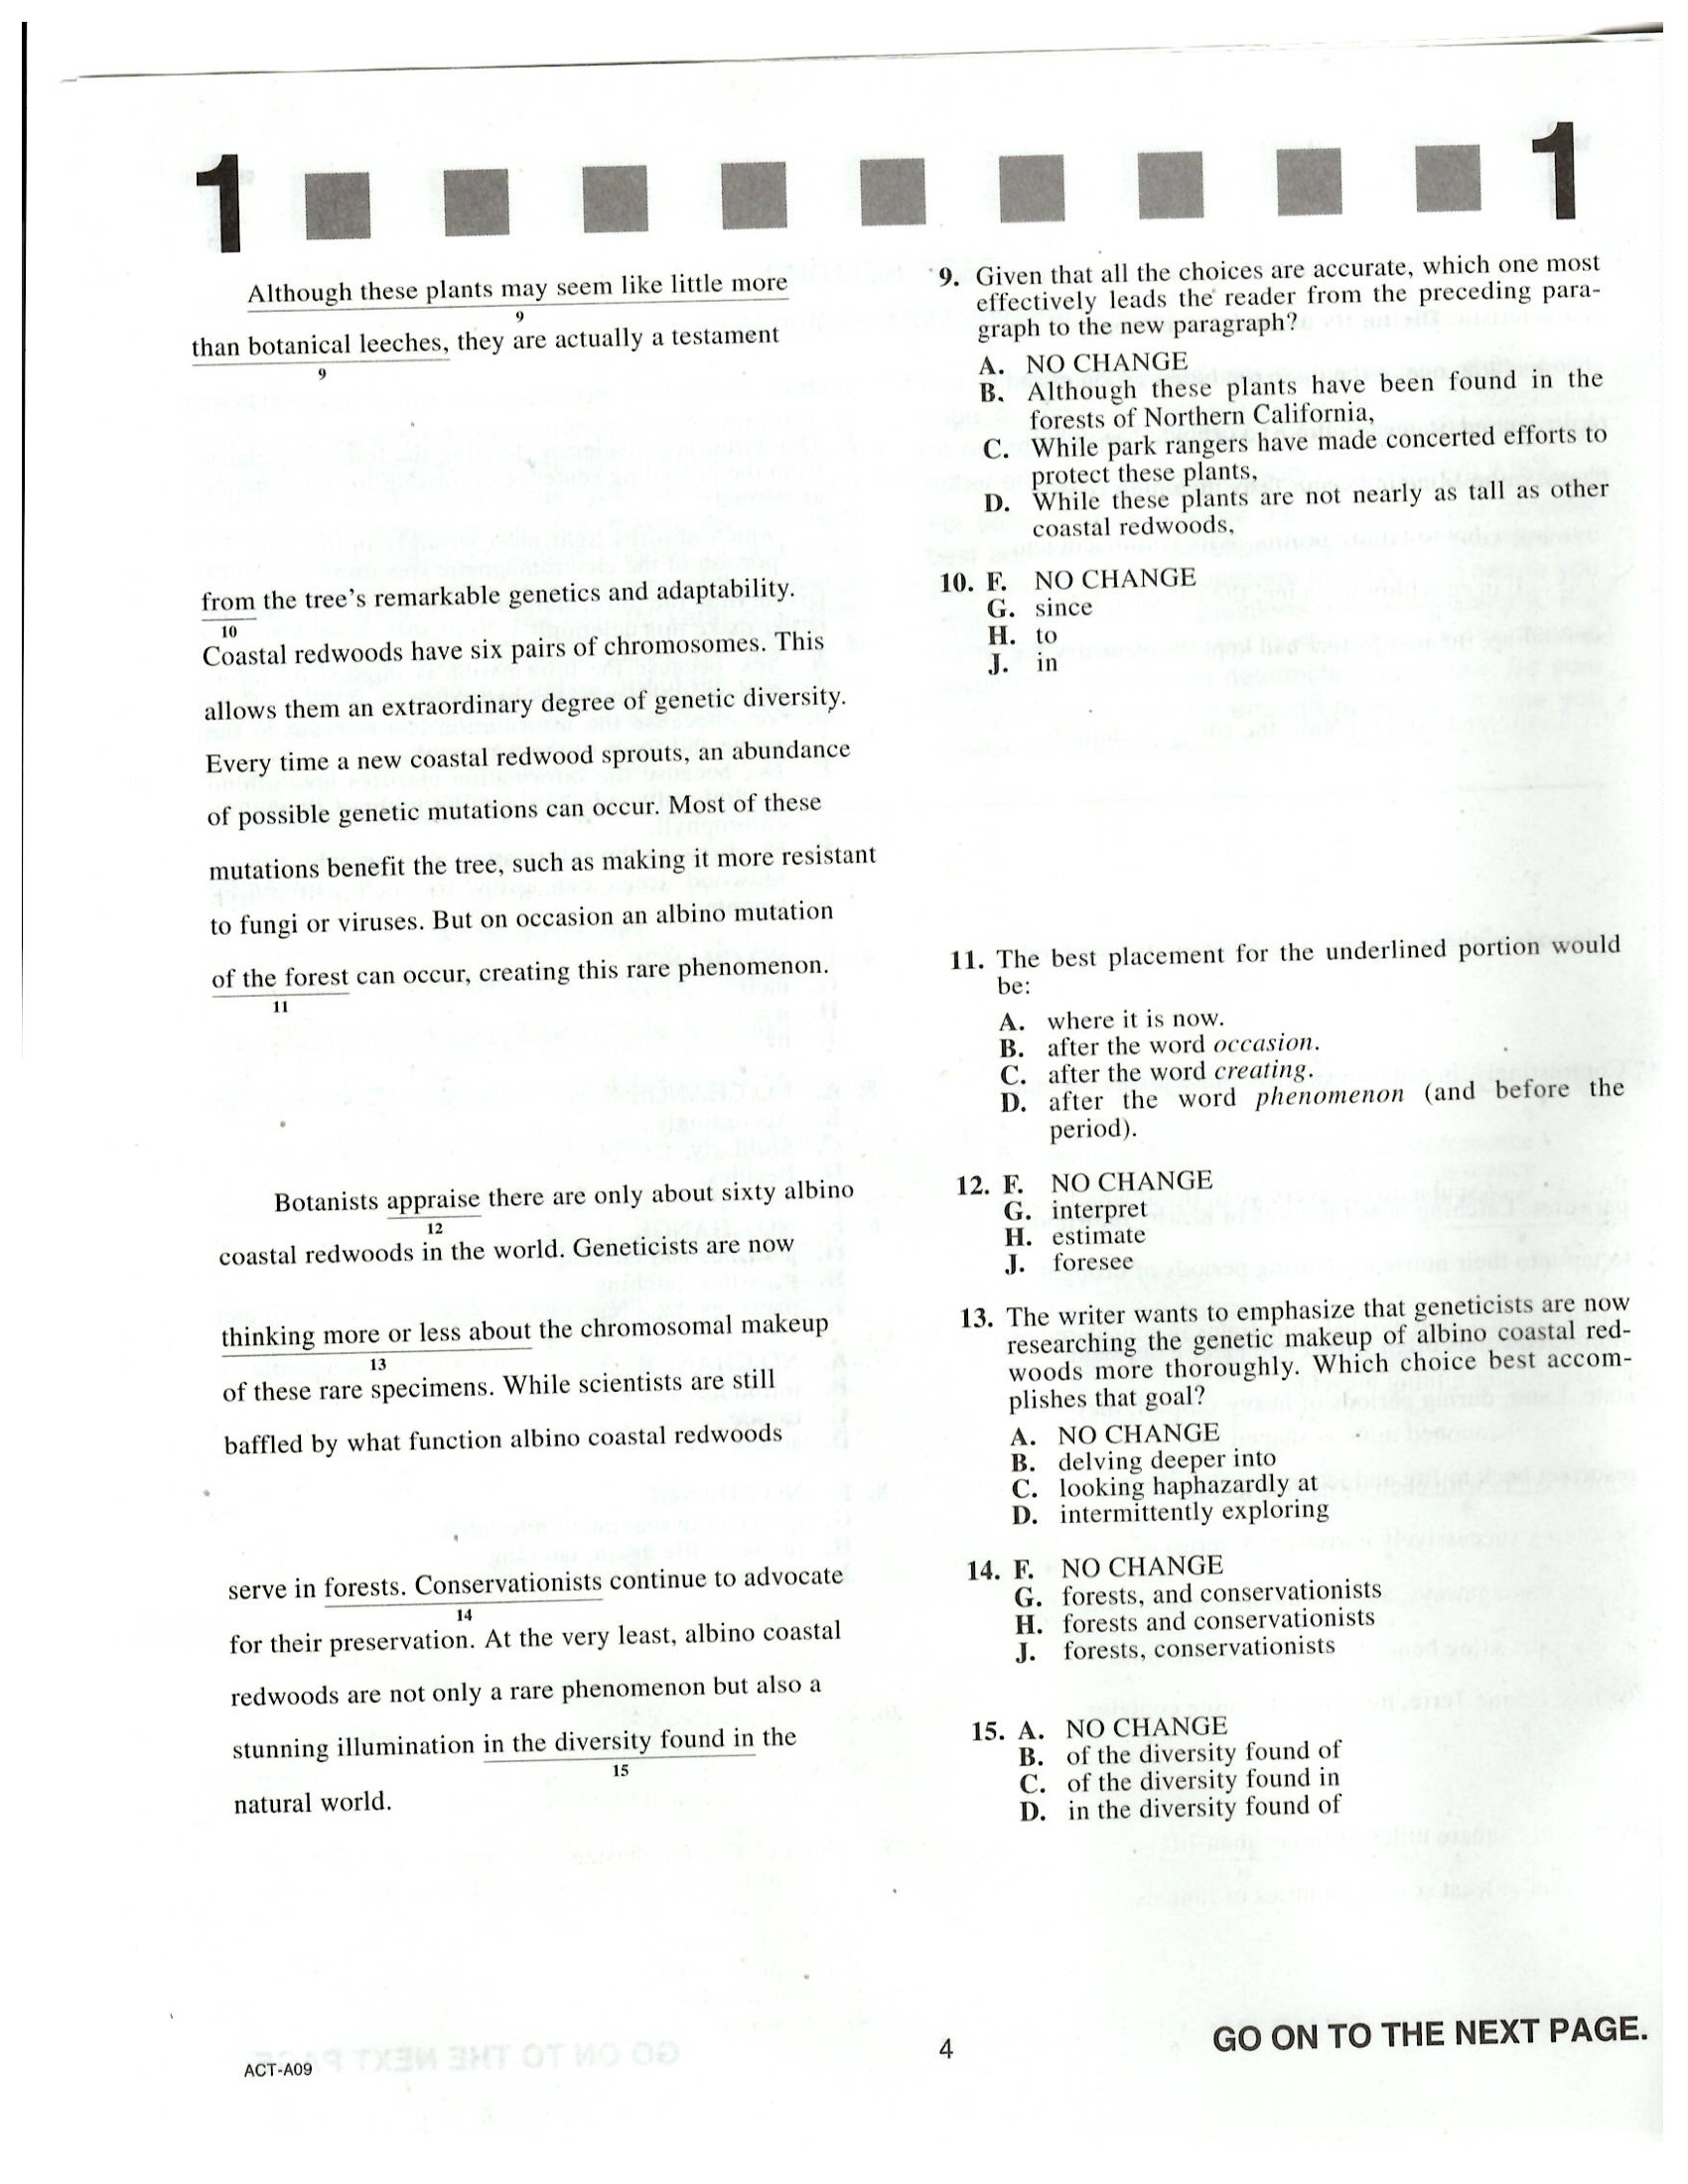 1 1
Although these plants may seem like little more
9
than botanical leeches, they are actually a testament
9
from the tree's remarkable genetics and adaptability.
10
Coastal redwoods have six pairs of chromosomes. This
allows them an extraordinary degree of genetic diversity.
Every time a new coastal redwood sprouts, an abundance
of possible genetic mutations can occur. Most of these
mutations benefit the tree, such as making it more resistant
to fungi or viruses. But on occasion an albino mutation
of the forest can occur, creating this rare phenomenon.
11
Botanists appraise there are only about sixty albino
12
coastal redwoods in the world. Geneticists are now
thinking more or less about the chromosomal makeup
13
of these rare specimens. While scientists are still
baffled by what function albino coastal redwoods
serve in forests. Conservationists continue to advocate
14
for their preservation. At the very least, albino coastal
redwoods are not only a rare phenomenon but also a
stunning illumination in the diversity found in the
15
natural world.
9. Given that all the choices are accurate, which one most
effectively leads the reader from the preceding para-
graph to the new paragraph?
A. NO CHANGE
B. Although these plants have been found in the
forests of Northern California,
C. While park rangers have made concerted efforts to
protect these plants,
D. While these plants are not nearly as tall as other
coastal redwoods,
10. F. NO CHANGE
G. since
H. to
J. in
11. The best placement for the underlined portion would
be:
A. where it is now.
B. after the word occasion.
C. after the word creating.
D. after the word phenomenon (and before the
period).
12. F. NO CHANGE
G. interpret
H. estimate
J. foresee
13. The writer wants to emphasize that geneticists are now
researching the genetic makeup of albino coastal red-
woods more thoroughly. Which choice best accom-
plishes that goal?
A. NO CHANGE
B. delving deeper into
C. looking haphazardly at
D. intermittently exploring
14. F. NO CHANGE
G. forests, and conservationists
H. forests and conservationists
J. forests, conservationists
15. A. NO CHANGE
B. of the diversity found of
C. of the diversity found in
D. in the diversity found of
ACT-A09
4
GO ON TO THE NEXT PAGE.